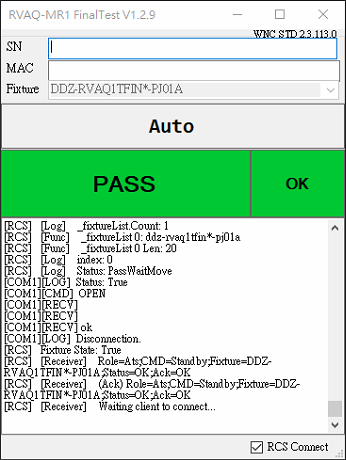 RVAQ-MR1 FinalTest V1.2.9
WNC STD 2.3.113.0
SN
MAC
Fixture DDZ-RVAQ1TFIN*-PJ01A
Auto
PASS OK
[RCS] [Log] _fixtureList.Count: 1
[RCS] [Func] _fixtureList 0: ddz-rvaq1tfin*-pj01a
[RCS] [Func] _fixtureList 0 Len: 20
[RCS] [Log] index: 0
[RCS] [Log] Status: PassWaitMove
[COM1][LOG] Status: True
[COM1][CMD] OPEN
[COM1][RECV]
[COM1][RECV]
[COM1][RECV] ok
[COM1][LOG] Disconnection.
[RCS] Fixture State: True
[RCS] [Receiver] Role=Ats;CMD=Standby;Fixture=DDZ-
RVAQ1TFIN*-PJ01A;Status=OK;Ack=OK
[RCS] [Receiver] (Ack) Role=Ats;CMD=Standby;Fixture=DDZ-
RVAQ1TFIN*-PJ01A;Status=OK;Ack=OK
[RCS] [Receiver] Waiting client to connect...
RCS Connect